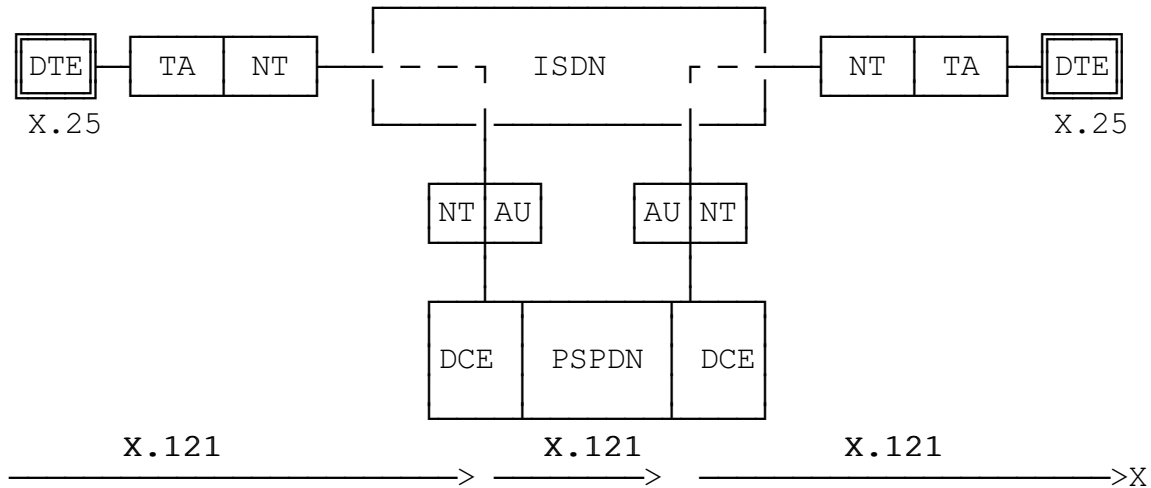 DTE TA NT ISDN NT TA DTE
X.25 X.25
NT AU AU NT
DCE PSPDN DCE
X.121 X.121 X.121
X